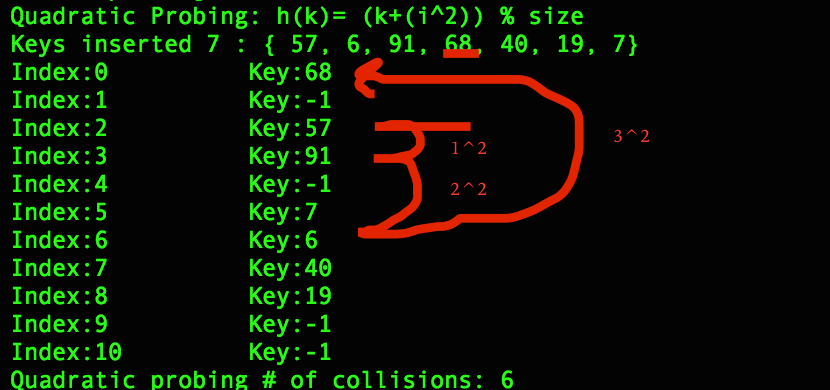 Quadratic Probing: h(k)= (k+(i^2)) % size
Keys inserted 7 : { 57, 6, 91, 68, 40, 19, 7}
Index:0 Key:68
Index:1 Key:-1
Index:2 Key:57
Index:3 Key:91
Index:4 Key:-1
Index:5 Key:7
Index:6 Key:6
Index:7 Key:40
Index:8 Key:19
Index:9 Key:-1
Index:10 Key:-1
Quadratic probing # of collisions: 6
1^2
2^2
3^2